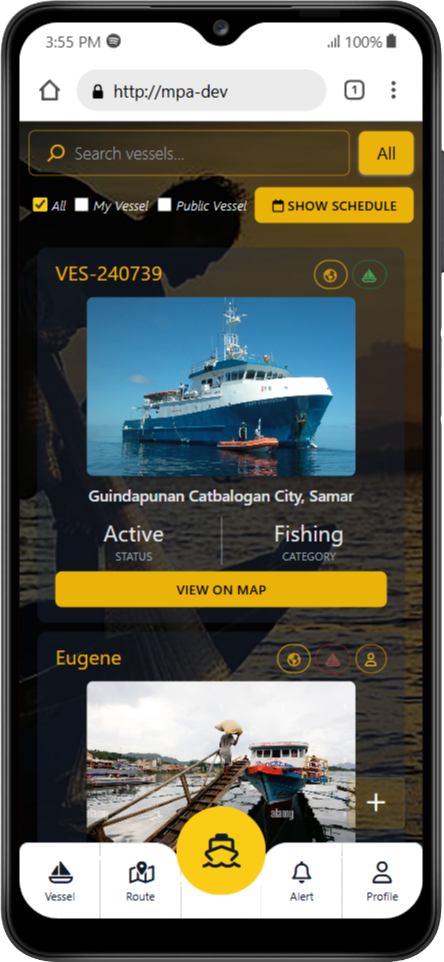 3:55 PM
100%
http://mpa-dev
1
Search vessels...
All
All
My Vessel
Public Vessel
SHOW SCHEDULE
VES-240739
Guindapunan Catbalogan City, Samar
Active
Fishing
STATUS
CATEGORY
VIEW ON MAP
Eugene
alamy
+
Vessel
Route
Alert
Profile